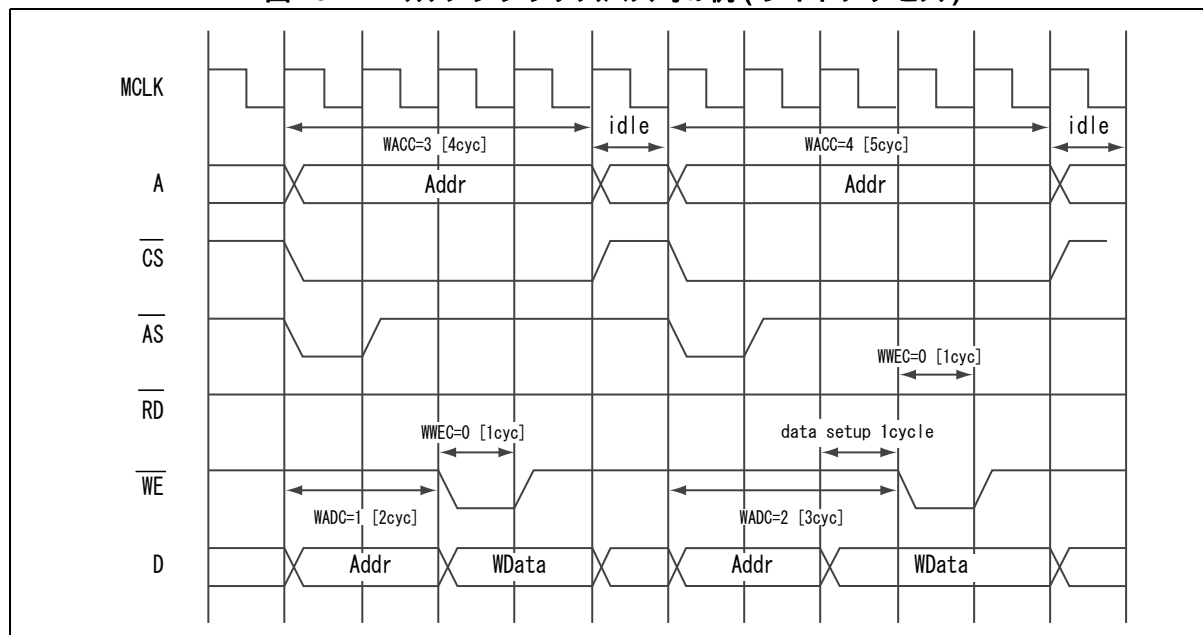 MCLK
idle
idle
WACC=3 [4cyc]
WACC=4 [5cyc]
A
Addr
Addr
CS
AS
WWEC=0 [1cyc]
RD
WWEC=0 [1cyc]
data setup 1cycle
WE
WADC=1 [2cyc]
WADC=2 [3cyc]
D
Addr
WData
Addr
WData